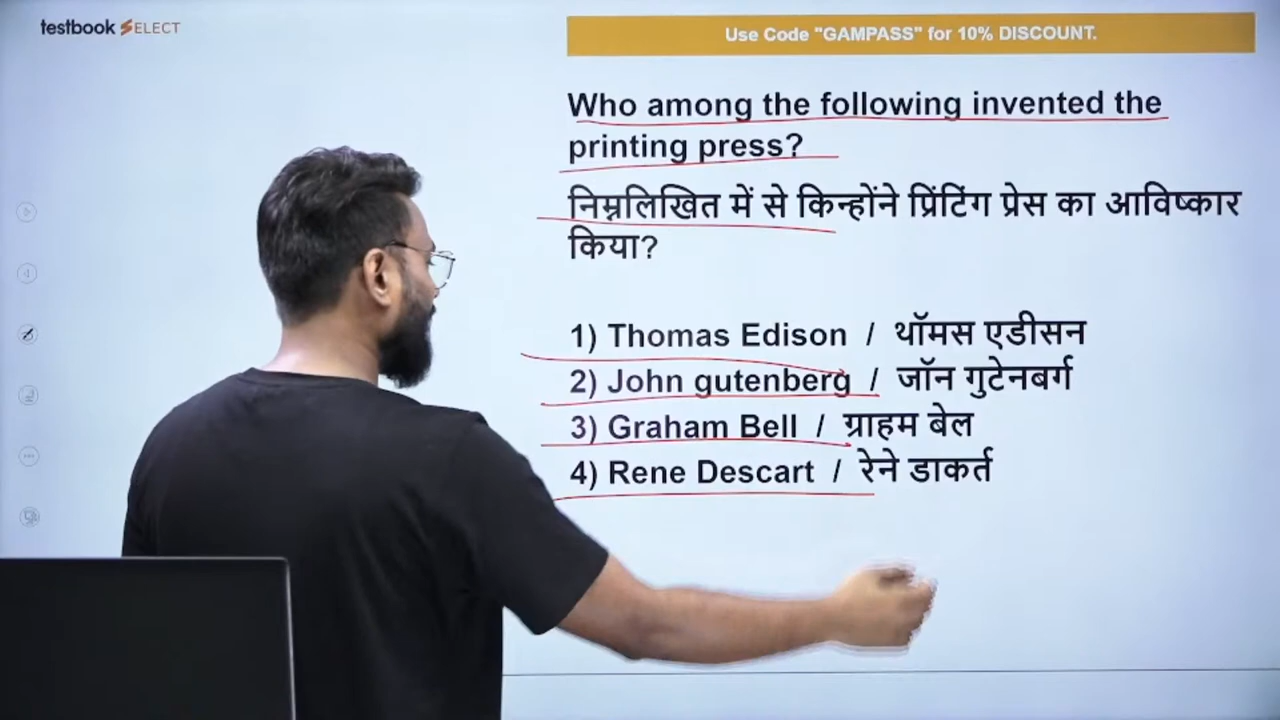 testbook SELECT
Use Code "GAMPASS" for 10% DISCOUNT.
Who among the following invented the
printing press?
निम्नलिखित में से किन्होंने प्रिंटिंग प्रेस का आविष्कार
किया?
1) Thomas Edison / थॉमस एडीसन
2) John gutenberg / जॉन गुटेनबर्ग
3) Graham Bell / ग्राहम बेल
4) Rene Descart / रेने डाकर्त